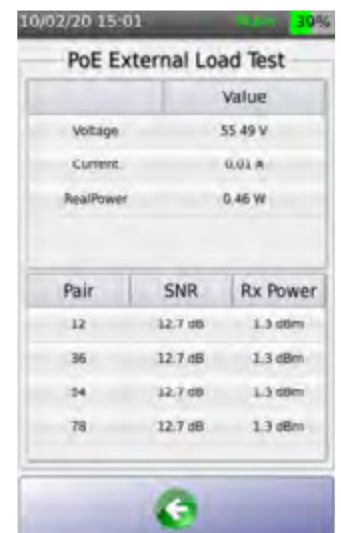 10/02/20 15:01 39%
PoE External Load Test
Value
Voltage 55.49 V
Current 0.01 A
RealPower 0.46 W
Pair SNR Rx Power
12 12.7 dB 1.3 dBm
36 12.7 dB 1.3 dBm
54 12.7 dB 1.3 dBm
78 12.7 dB 1.3 dBm